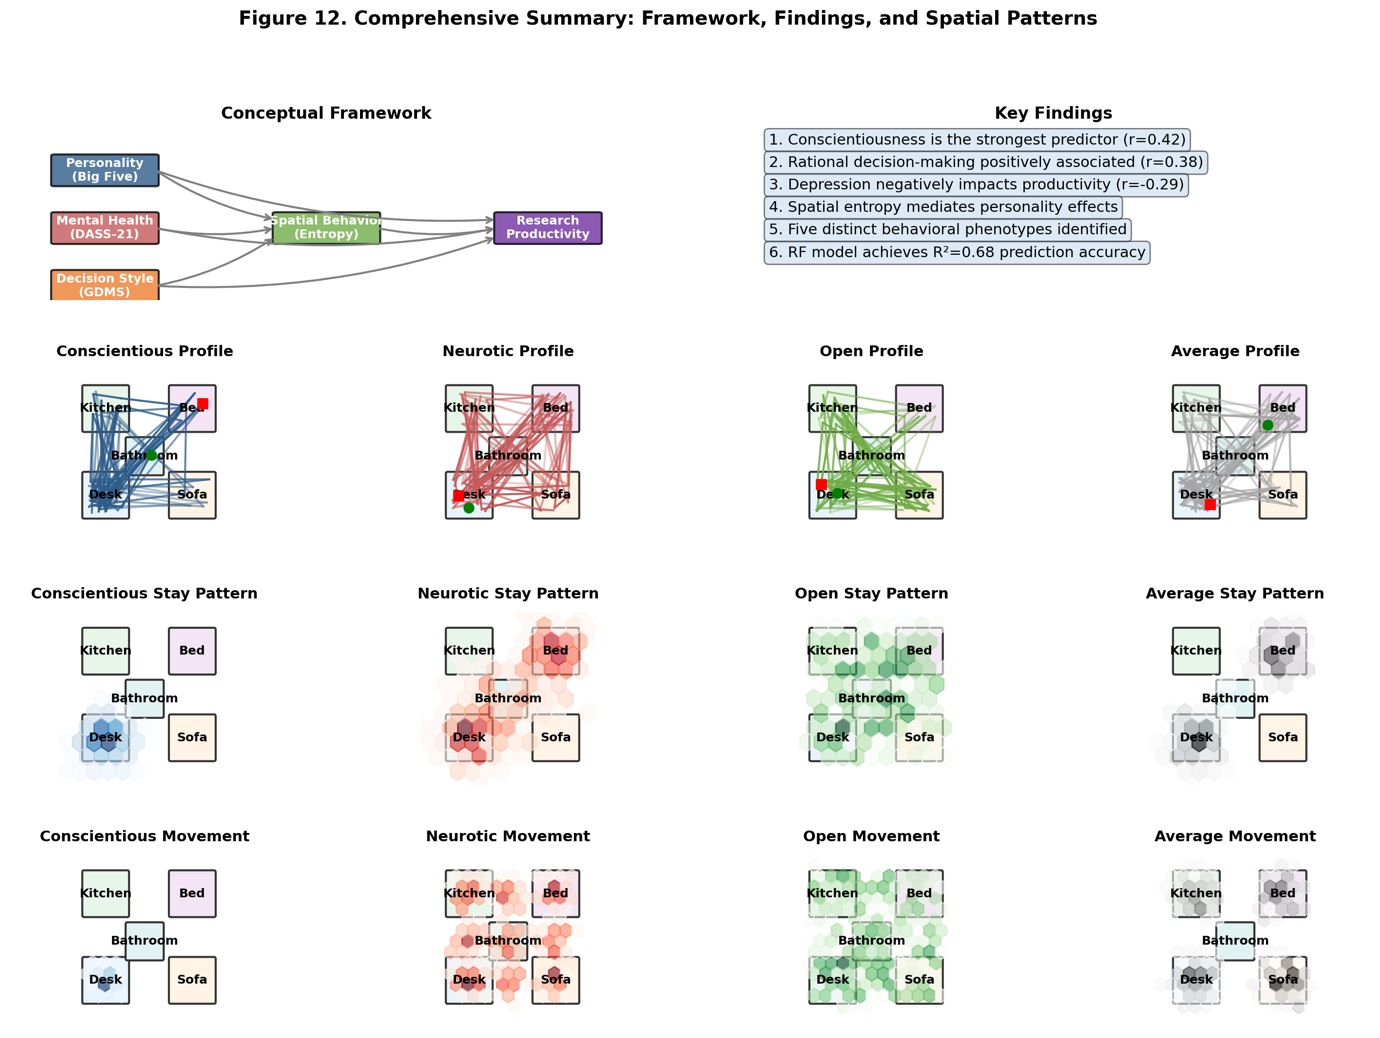 Figure 12. Comprehensive Summary: Framework, Findings, and Spatial Patterns
Conceptual Framework
Personality
(Big Five)
Mental Health
(DASS-21)
Decision Style
(GDMS)
Spatial Behavior
(Entropy)
Research
Productivity
Key Findings
1. Conscientiousness is the strongest predictor (r=0.42)
2. Rational decision-making positively associated (r=0.38)
3. Depression negatively impacts productivity (r=-0.29)
4. Spatial entropy mediates personality effects
5. Five distinct behavioral phenotypes identified
6. RF model achieves R²=0.68 prediction accuracy
Conscientious Profile
Kitchen
Bed
Bathroom
Desk
Sofa
Neurotic Profile
Kitchen
Bed
Bathroom
Desk
Sofa
Open Profile
Kitchen
Bed
Bathroom
Desk
Sofa
Average Profile
Kitchen
Bed
Bathroom
Desk
Sofa
Conscientious Stay Pattern
Kitchen
Bed
Bathroom
Desk
Sofa
Neurotic Stay Pattern
Kitchen
Bed
Bathroom
Desk
Sofa
Open Stay Pattern
Kitchen
Bed
Bathroom
Desk
Sofa
Average Stay Pattern
Kitchen
Bed
Bathroom
Desk
Sofa
Conscientious Movement
Kitchen
Bed
Bathroom
Desk
Sofa
Neurotic Movement
Kitchen
Bed
Bathroom
Desk
Sofa
Open Movement
Kitchen
Bed
Bathroom
Desk
Sofa
Average Movement
Kitchen
Bed
Bathroom
Desk
Sofa